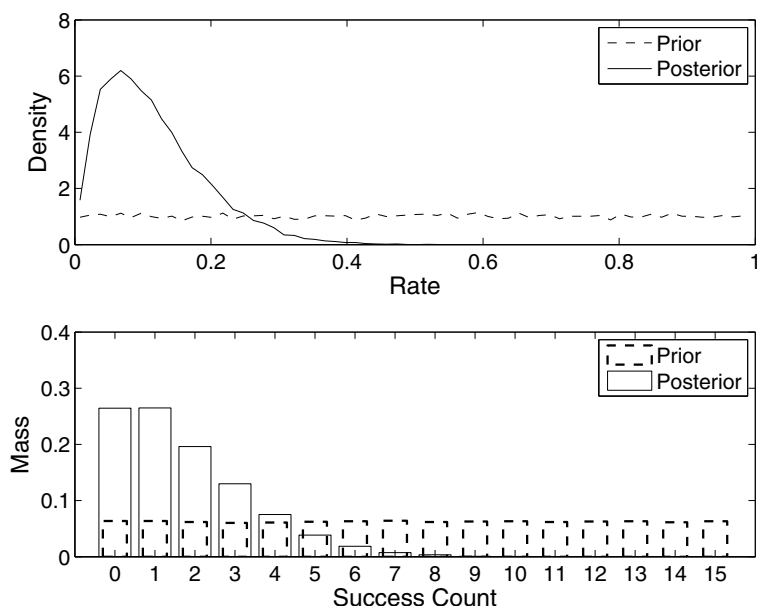 8
6
4
2
0
Density
Prior
Posterior
0 0.2 0.4 0.6 0.8 1
Rate
0.4
0.3
0.2
0.1
0
Mass
Prior
Posterior
0 1 2 3 4 5 6 7 8 9 10 11 12 13 14 15
Success Count